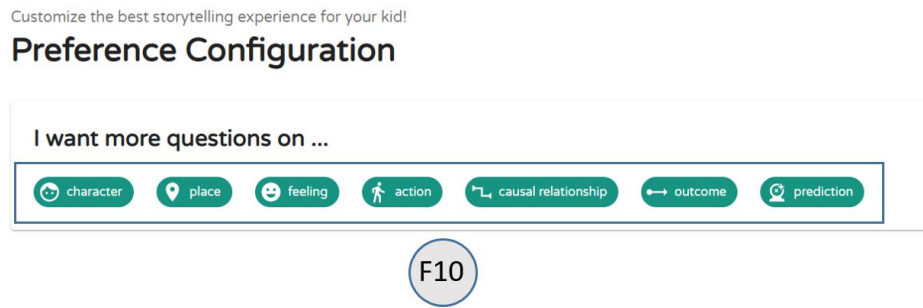 Customize the best storytelling experience for your kid!
Preference Configuration
I want more questions on ...
character place feeling action causal relationship outcome prediction
F10